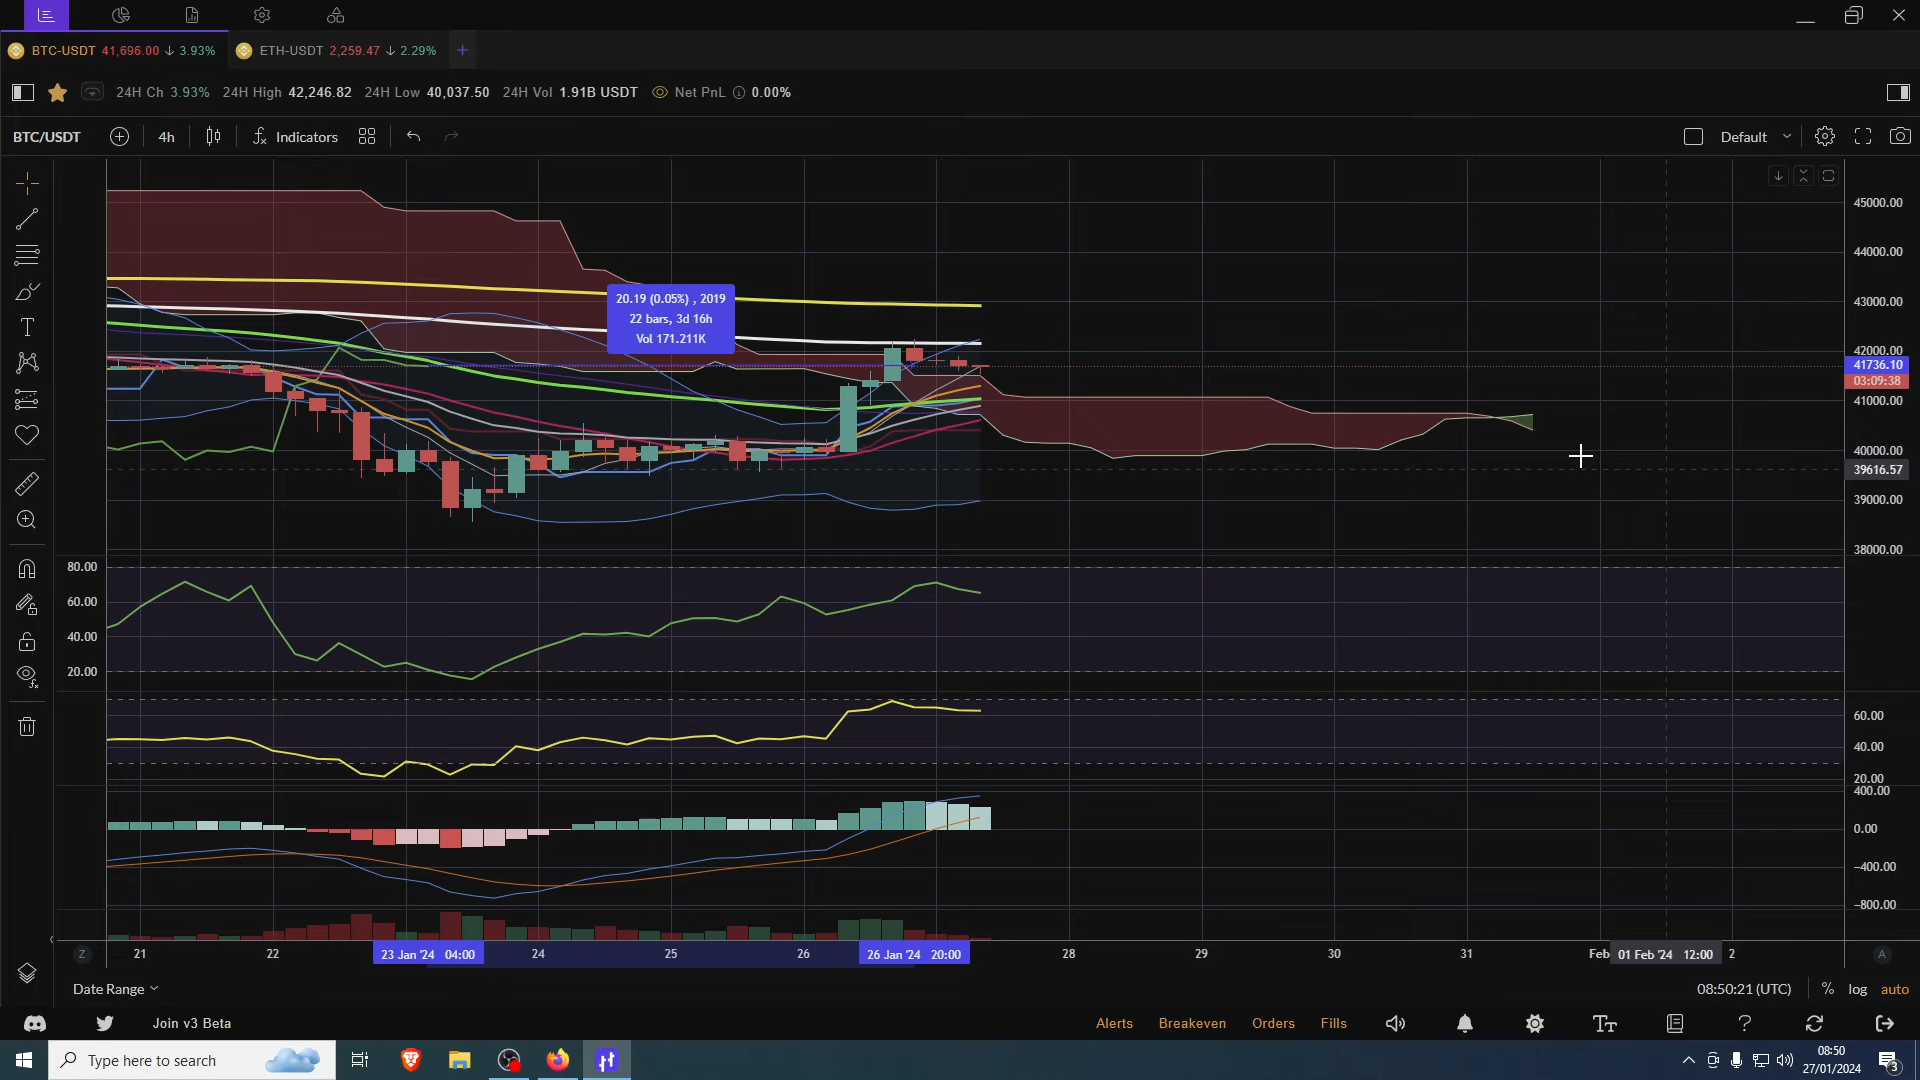 BTC-USDT 41,696.00 ↓ 3.93% ETH-USDT 2,259.47 ↓ 2.29% +
24H Ch 3.93% 24H High 42,246.82 24H Low 40,037.50 24H Vol 1.91B USDT Net PnL 0.00%
BTC/USDT 4h Indicators Default
45000.00
44000.00
43000.00
42000.00
41736.10
03:09:38
41000.00
40000.00
39616.57
39000.00
38000.00
20.19 (0.05%) , 2019
22 bars, 3d 16h
Vol 171.211K
80.00
60.00
40.00
20.00
60.00
40.00
20.00
400.00
0.00
-400.00
-800.00
Z 21 22 23 Jan '24 04:00 24 25 26 26 Jan '24 20:00 28 29 30 31 Feb 01 Feb '24 12:00 2 A
Date Range 08:50:21 (UTC) % log auto
Join v3 Beta Alerts Breakeven Orders Fills
Type here to search
08:50
27/01/2024
3